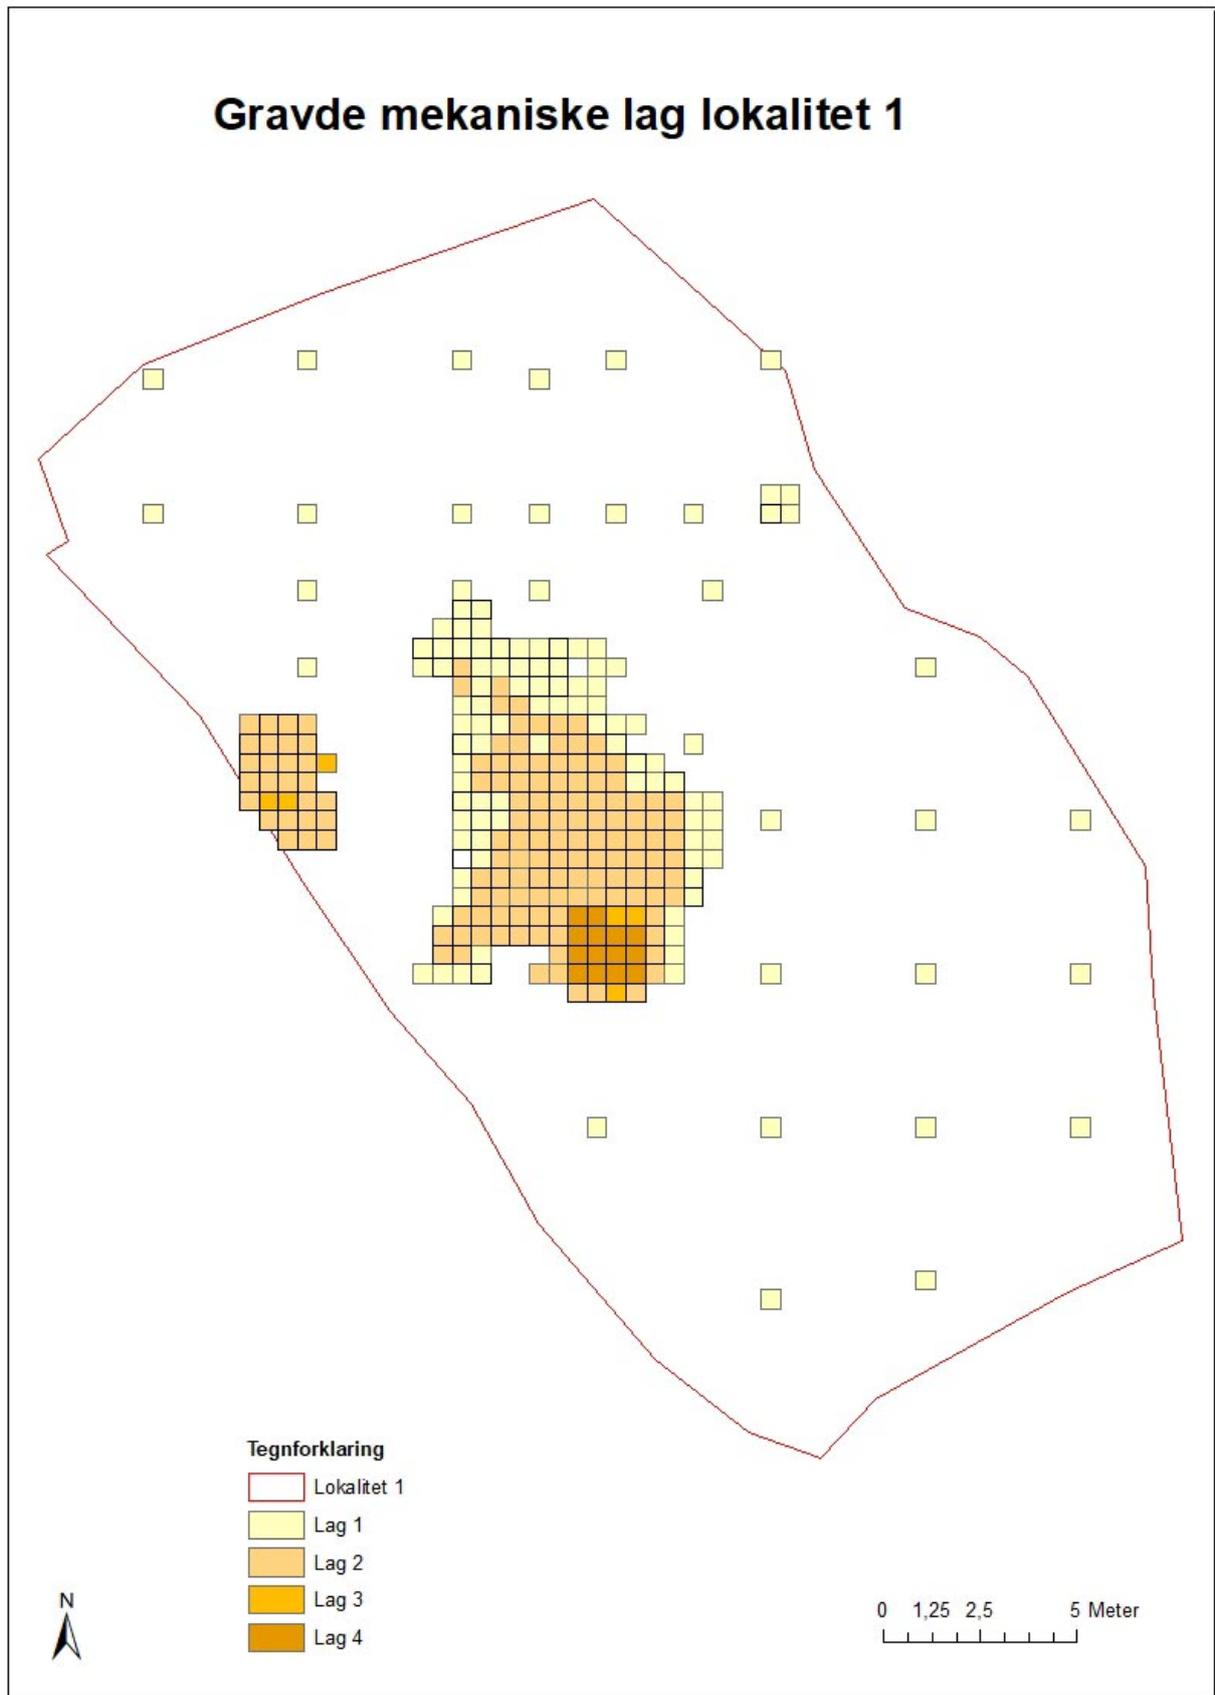 Gravde mekaniske lag lokalitet 1
Tegnforklaring
Lokalitet 1
Lag 1
Lag 2
Lag 3
Lag 4
N
0 1,25 2,5 5 Meter